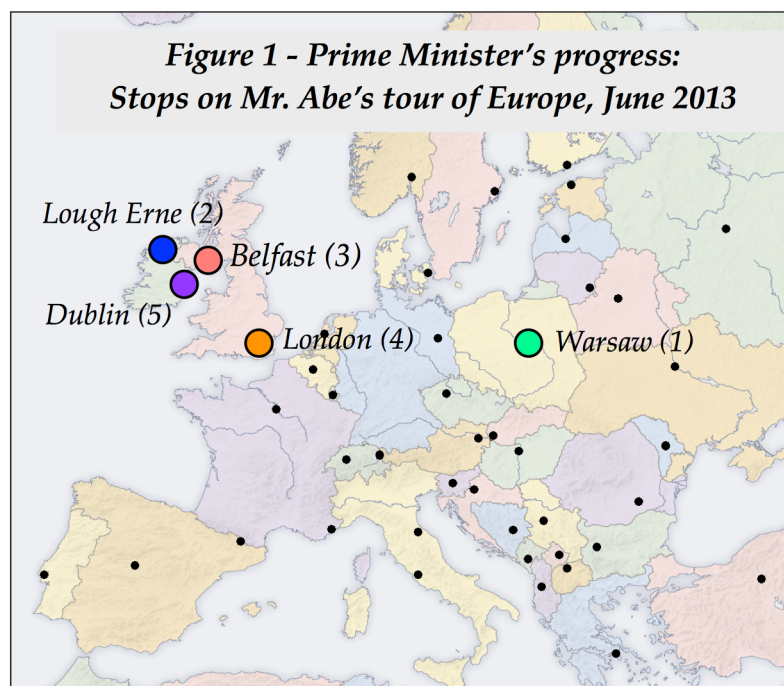 Figure 1 - Prime Minister's progress:
Stops on Mr. Abe's tour of Europe, June 2013
Lough Erne (2)
Belfast (3)
Dublin (5)
London (4)
Warsaw (1)